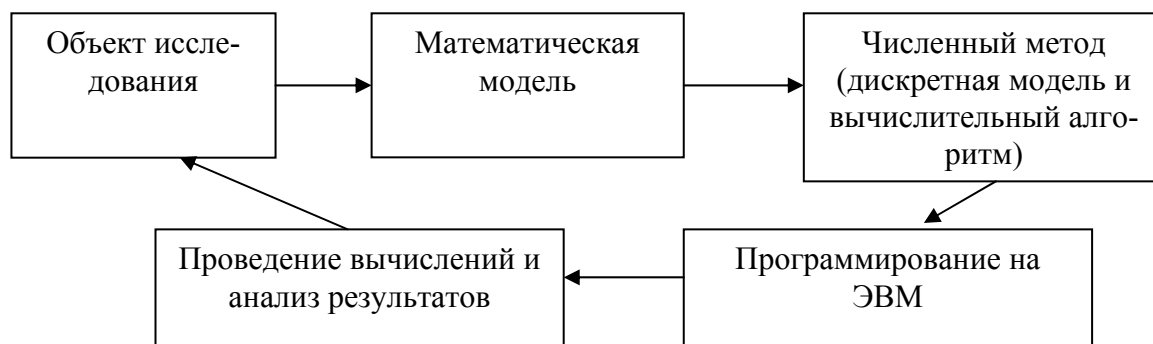 Объект иссле-
дования
Математическая
модель
Численный метод
(дискретная модель и
вычислительный алго-
ритм)
Проведение вычислений и
анализ результатов
Программирование на
ЭВМ